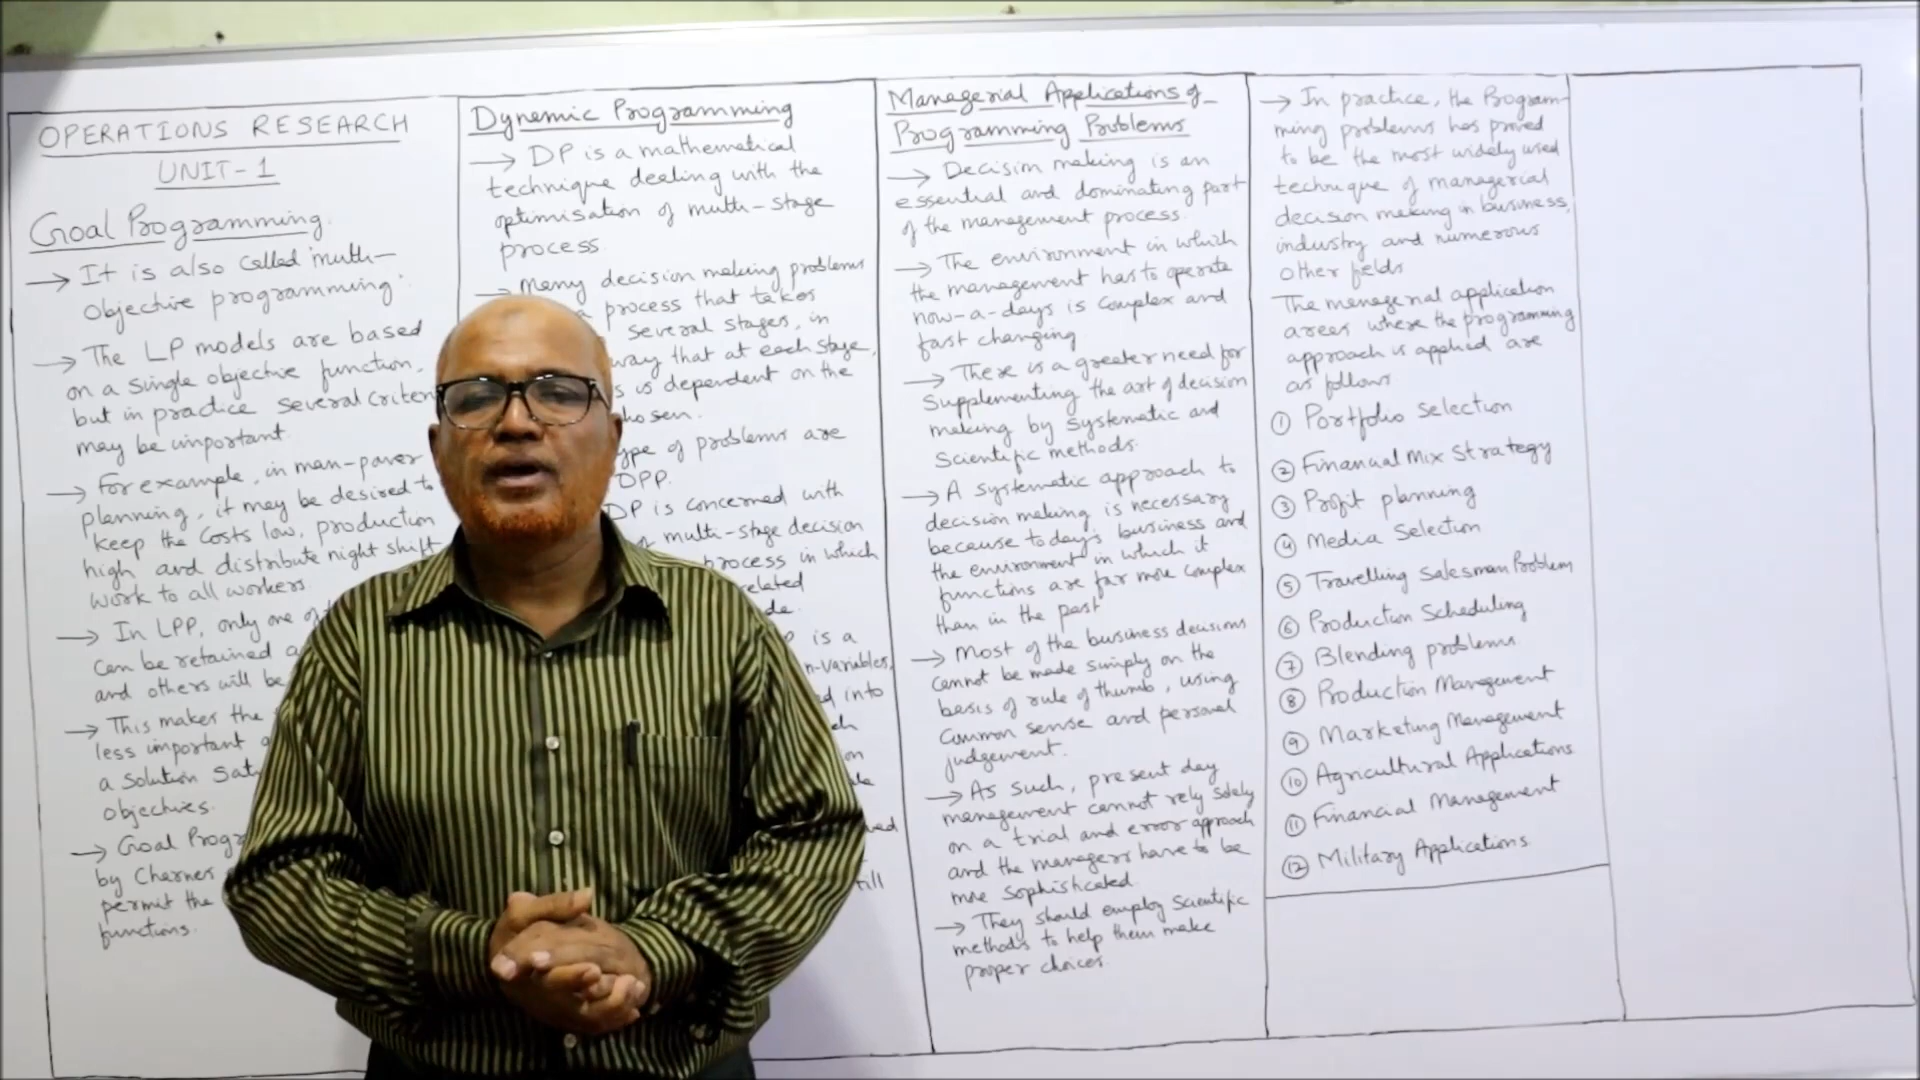 OPERATIONS RESEARCH
UNIT-1
Goal Programming
→ It is also called 'multi-
objective programming'.
→ The LP models are based
on a single objective function,
but in practice several
may be important.
→ For example, in man-power
planning, it may be desired to
keep the costs low, production
high and distribute night shift
work to all workers
→ In LPP, only one of
can be retained
and others will be
→ This makes the
less important
a solution
objectives.
→ Goal
by Charnes
permit the
functions.
Dynemic Programming
→ DP is a mathematical
technique dealing with the
optimisation of multi-stage
process
→ Many decision making problems
a process that takes
several stages, in
way that at each stage,
is dependent on the
of problems are
DPP.
DP is concerned with
multi-stage decision
process in which
is a
n-variables,
into
Managerial Applications of
Programming Problems
→ Decision making is an
essential and dominating part
of the management process.
→ The environment in which
the management has to operate
now-a-days is complex and
fast changing
→ There is a greater need for
supplementing the art of decision
making by systematic and
scientific methods.
→ A systematic approach to
decision making is necessary
because today's business and
the environment in which it
functions are far more complex
than in the past
→ Most of the business decisions
cannot be made simply on the
basis of rule of thumb, using
common sense and personal
judgement.
→ As such, present day
management cannot rely solely
on a trial and error approach
and the managers have to be
more sophisticated
→ They should employ scientific
methods to help them make
proper choices.
→ In practice, the Program-
ming problems has proved
to be the most widely used
technique of managerial
decision making in business,
industry and numerous
other fields
The managerial application
areas where the programming
approach is applied are
as follows
① Portfolio selection
② Financial Mix Strategy
③ Profit planning
④ Media Selection
⑤ Travelling Salesman Problem
⑥ Production Scheduling
⑦ Blending problems
⑧ Production Management
⑨ Marketing Management
⑩ Agricultural Applications
⑪ Financial Management
⑫ Military Applications.